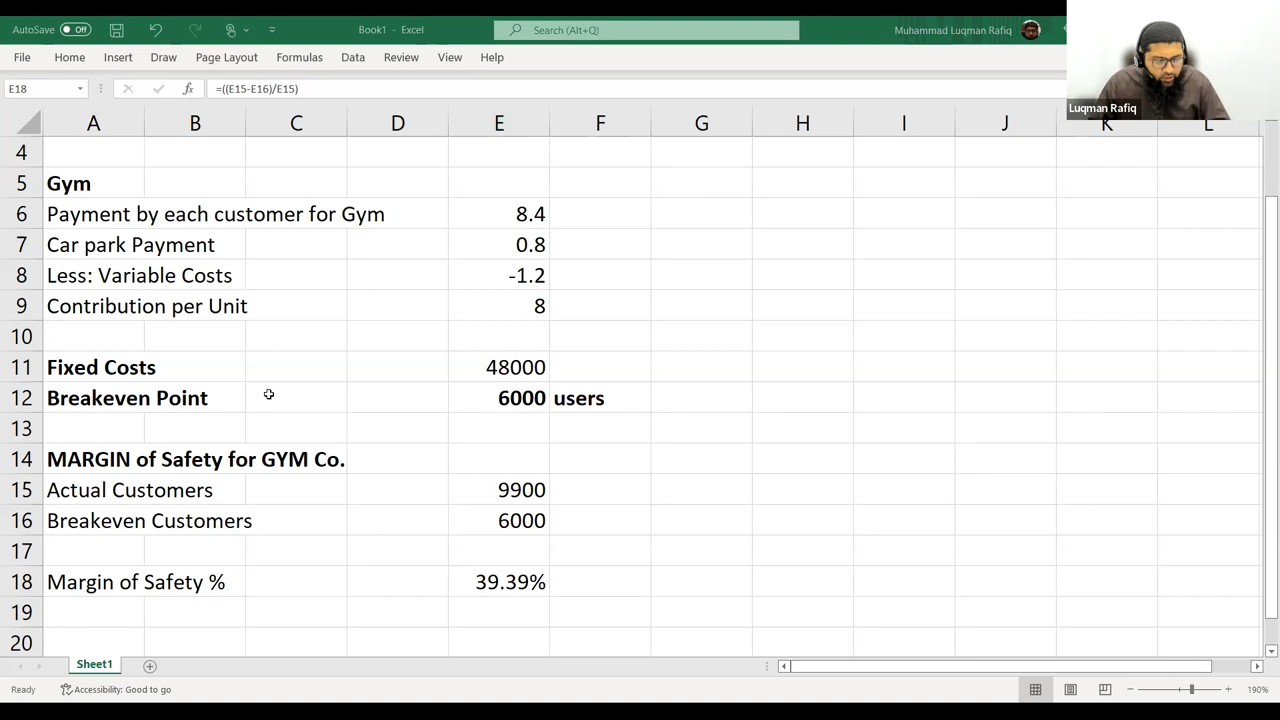 AutoSave Off Book1 - Excel Search (Alt+Q) Muhammad Luqman Rafiq
File Home Insert Draw Page Layout Formulas Data Review View Help
Luqman Rafiq
E18 fx =((E15-E16)/E15)
A B C D E F G H I J K L
4
5 Gym
6 Payment by each customer for Gym 8.4
7 Car park Payment 0.8
8 Less: Variable Costs -1.2
9 Contribution per Unit 8
10
11 Fixed Costs 48000
12 Breakeven Point 6000 users
13
14 MARGIN of Safety for GYM Co.
15 Actual Customers 9900
16 Breakeven Customers 6000
17
18 Margin of Safety % 39.39%
19
20
Sheet1
Ready Accessibility: Good to go 190%